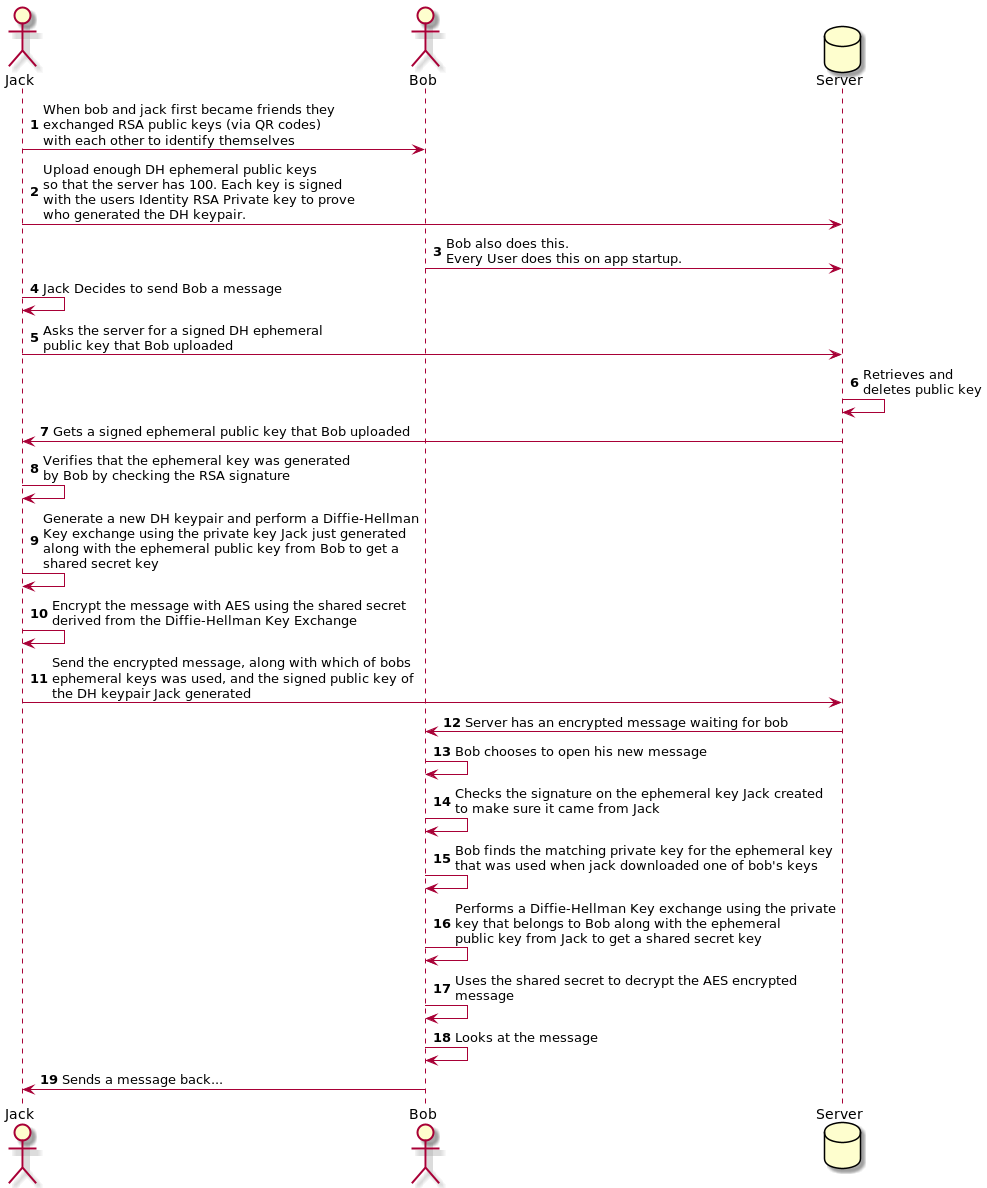 Jack
Bob
Server
1 When bob and jack first became friends they
exchanged RSA public keys (via QR codes)
with each other to identify themselves
2 Upload enough DH ephemeral public keys
so that the server has 100. Each key is signed
with the users Identity RSA Private key to prove
who generated the DH keypair.
3 Bob also does this.
Every User does this on app startup.
4 Jack Decides to send Bob a message
5 Asks the server for a signed DH ephemeral
public key that Bob uploaded
6 Retrieves and
deletes public key
7 Gets a signed ephemeral public key that Bob uploaded
8 Verifies that the ephemeral key was generated
by Bob by checking the RSA signature
9 Generate a new DH keypair and perform a Diffie-Hellman
Key exchange using the private key Jack just generated
along with the ephemeral public key from Bob to get a
shared secret key
10 Encrypt the message with AES using the shared secret
derived from the Diffie-Hellman Key Exchange
11 Send the encrypted message, along with which of bobs
ephemeral keys was used, and the signed public key of
the DH keypair Jack generated
12 Server has an encrypted message waiting for bob
13 Bob chooses to open his new message
14 Checks the signature on the ephemeral key Jack created
to make sure it came from Jack
15 Bob finds the matching private key for the ephemeral key
that was used when jack downloaded one of bob's keys
16 Performs a Diffie-Hellman Key exchange using the private
key that belongs to Bob along with the ephemeral
public key from Jack to get a shared secret key
17 Uses the shared secret to decrypt the AES encrypted
message
18 Looks at the message
19 Sends a message back...
Jack
Bob
Server